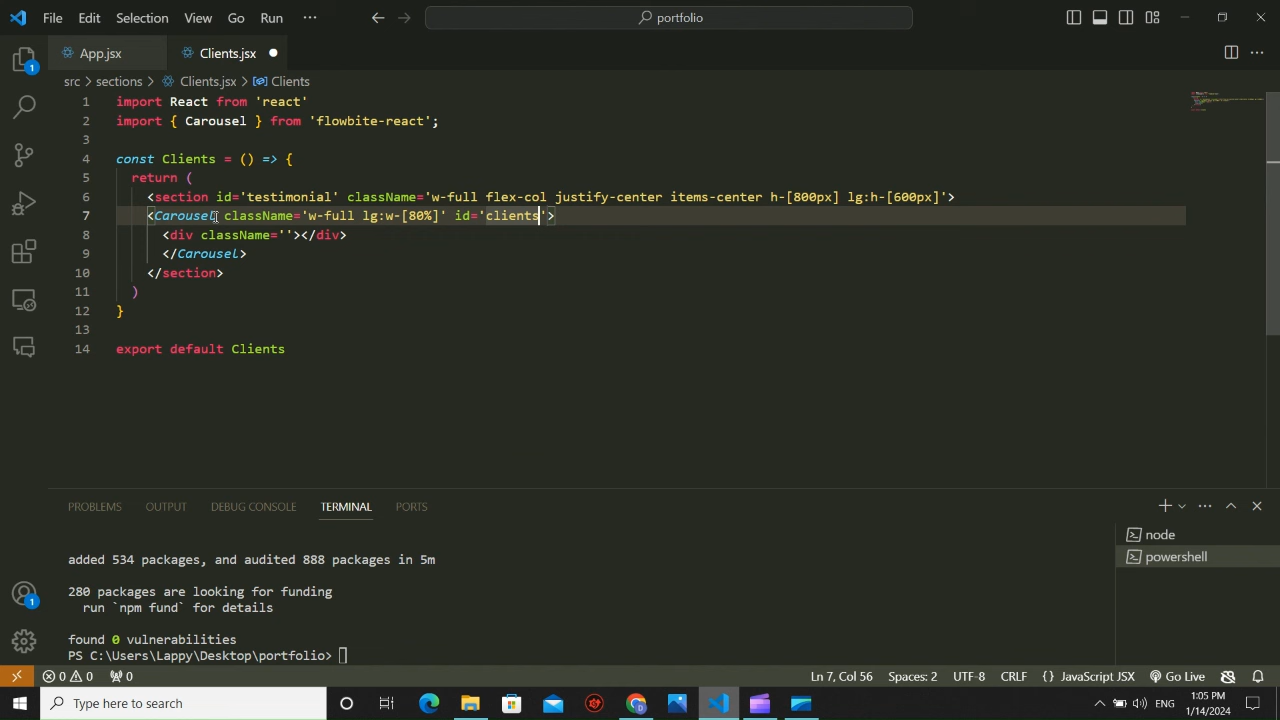 File Edit Selection View Go Run ··· portfolio
App.jsx Clients.jsx
src > sections > Clients.jsx > Clients
1 import React from 'react'
2 import { Carousel } from 'flowbite-react';
3
4 const Clients = () => {
5 return (
6 <section id='testimonial' className='w-full flex-col justify-center items-center h-[800px] lg:h-[600px]'>
7 <Carousel className='w-full lg:w-[80%]' id='clients'>
8 <div className=''></div>
9 </Carousel>
10 </section>
11 )
12 }
13
14 export default Clients
1
PROBLEMS OUTPUT DEBUG CONSOLE TERMINAL PORTS
node
powershell
added 534 packages, and audited 888 packages in 5m
280 packages are looking for funding
run `npm fund` for details
found 0 vulnerabilities
PS C:\Users\Lappy\Desktop\portfolio>
1
0 0 0 Ln 7, Col 56 Spaces: 2 UTF-8 CRLF {} JavaScript JSX Go Live
Type here to search
ENG
1:05 PM
1/14/2024